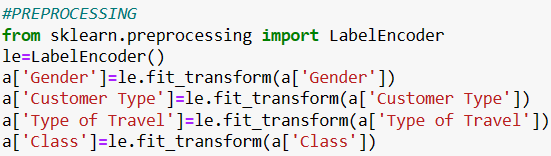 #PREPROCESSING
from sklearn.preprocessing import LabelEncoder
le=LabelEncoder()
a['Gender']=le.fit_transform(a['Gender'])
a['Customer Type']=le.fit_transform(a['Customer Type'])
a['Type of Travel']=le.fit_transform(a['Type of Travel'])
a['Class']=le.fit_transform(a['Class'])